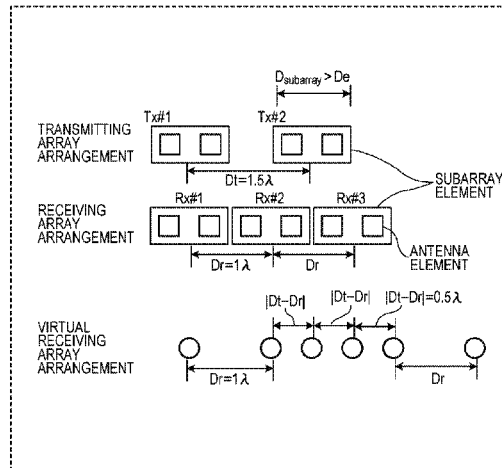 D_subarray > De
Tx#1
Tx#2
TRANSMITTING
ARRAY
ARRANGEMENT
Dt=1.5λ
SUBARRAY
ELEMENT
Rx#1
Rx#2
Rx#3
RECEIVING
ARRAY
ARRANGEMENT
ANTENNA
ELEMENT
Dr=1λ
Dr
|Dt-Dr|
|Dt-Dr|
|Dt-Dr|=0.5λ
VIRTUAL
RECEIVING
ARRAY
ARRANGEMENT
Dr=1λ
Dr